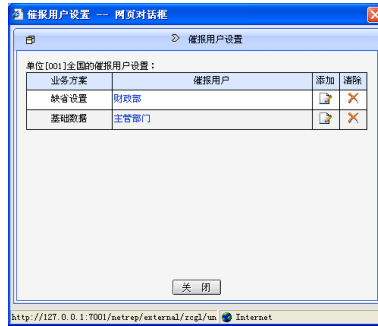 催报用户设置 -- 网页对话框
催报用户设置
单位[001]全国的催报用户设置：
业务方案 催报用户 添加 清除
缺省设置 财政部
基础数据 主管部门
关 闭
http://127.0.0.1:7001/netrep/external/zcgl/un Internet